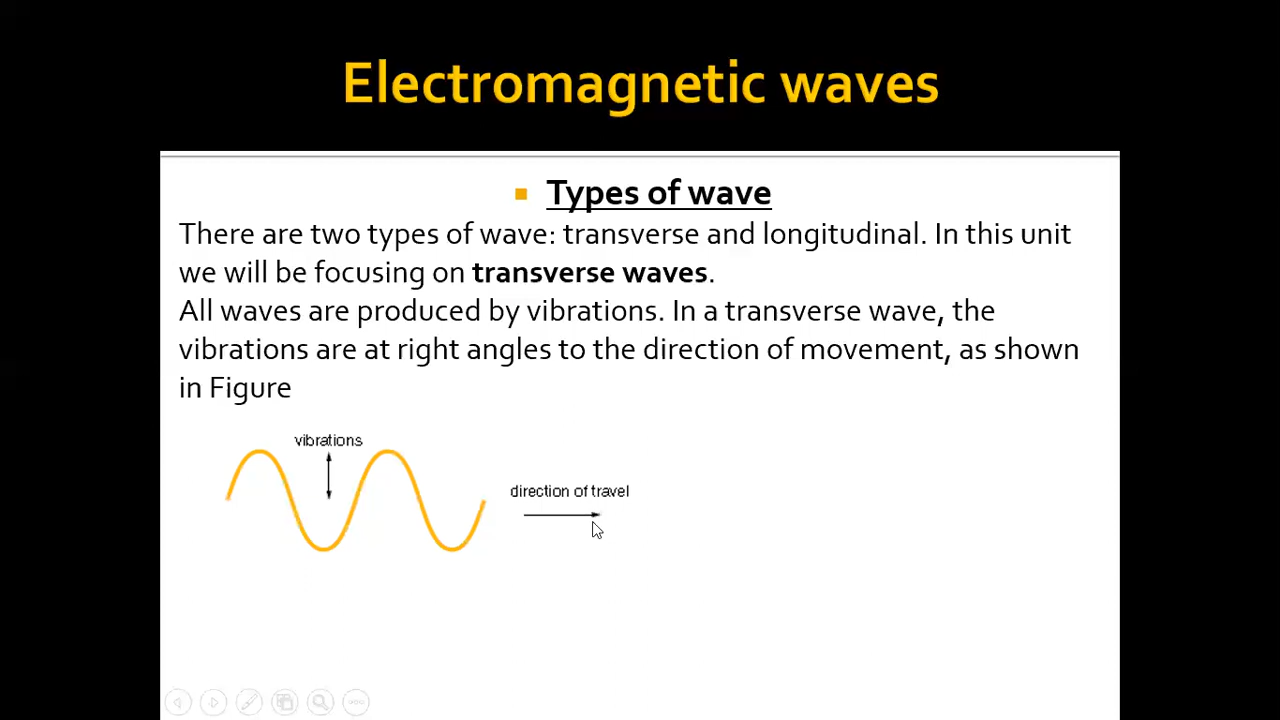 Electromagnetic waves
Types of wave
There are two types of wave: transverse and longitudinal. In this unit
we will be focusing on transverse waves.
All waves are produced by vibrations. In a transverse wave, the
vibrations are at right angles to the direction of movement, as shown
in Figure
vibrations
direction of travel